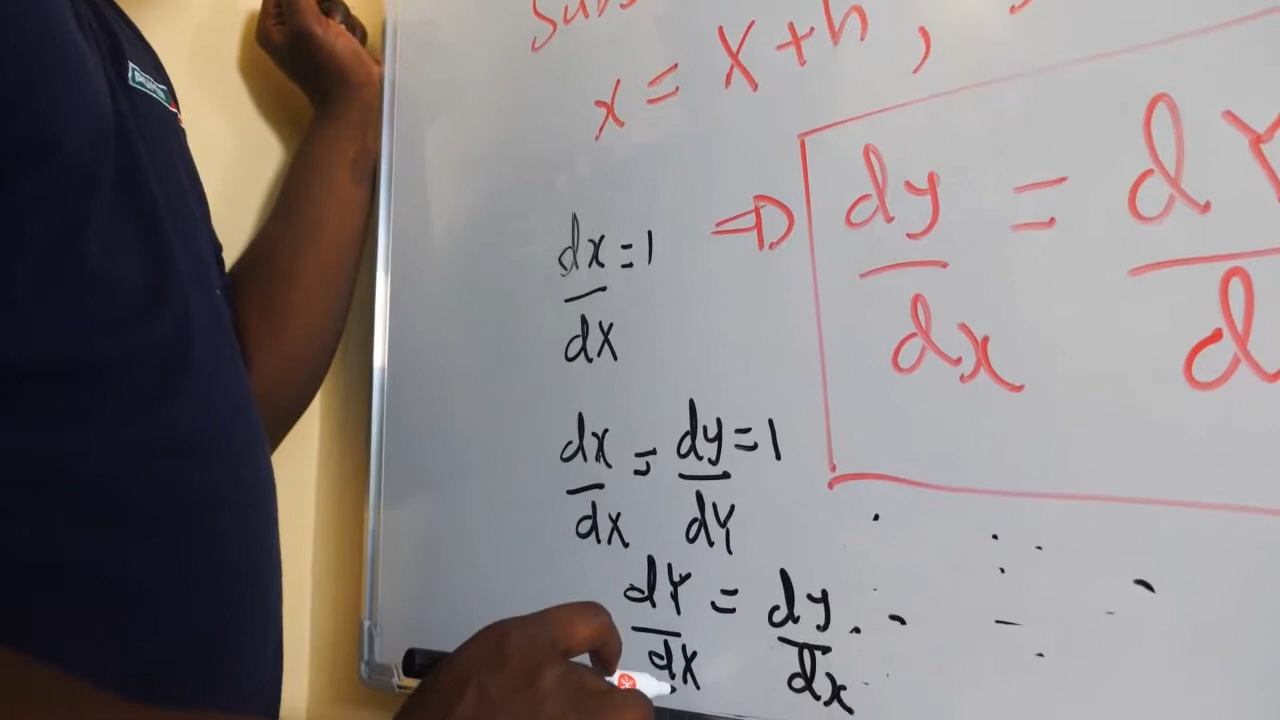 x = X + h ,
dx/dX = 1
⇒ dy/dx = dY/d
dx/dX = dy/dY = 1
dY/dX = dy/dx